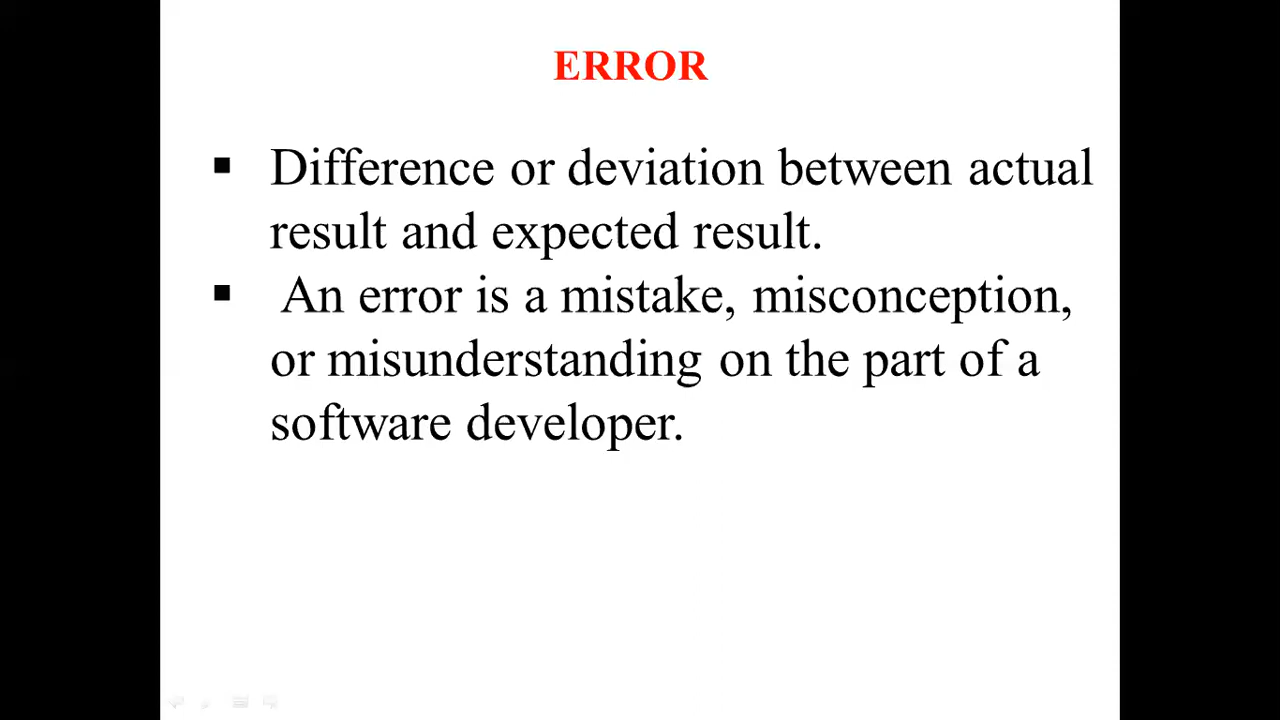 ERROR
▪ Difference or deviation between actual
result and expected result.
▪ An error is a mistake, misconception,
or misunderstanding on the part of a
software developer.